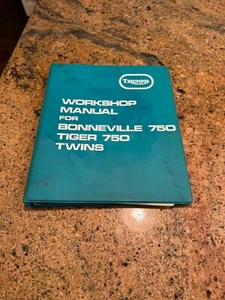 TRIUMPH
WORKSHOP
MANUAL
FOR
BONNEVILLE 750
TIGER 750
TWINS